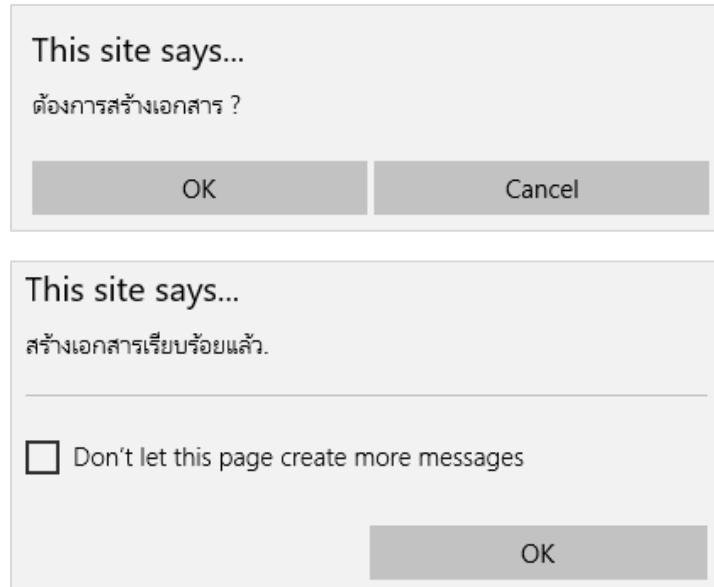 This site says...
ต้องการสร้างเอกสาร ?
OK
Cancel
This site says...
สร้างเอกสารเรียบร้อยแล้ว.
Don't let this page create more messages
OK